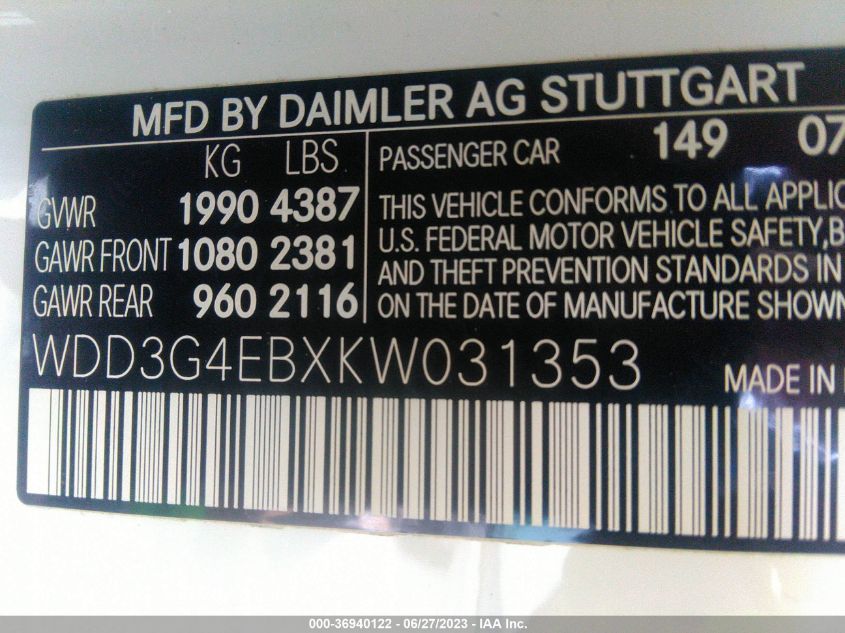 MFD BY DAIMLER AG STUTTGART
KG LBS
GVWR 1990 4387
GAWR FRONT 1080 2381
GAWR REAR 960 2116
PASSENGER CAR 149 07
THIS VEHICLE CONFORMS TO ALL APPLIC
U.S. FEDERAL MOTOR VEHICLE SAFETY, B
AND THEFT PREVENTION STANDARDS IN
ON THE DATE OF MANUFACTURE SHOWN
WDD3G4EBXKW031353 MADE IN
000-36940122 - 06/27/2023 - IAA Inc.